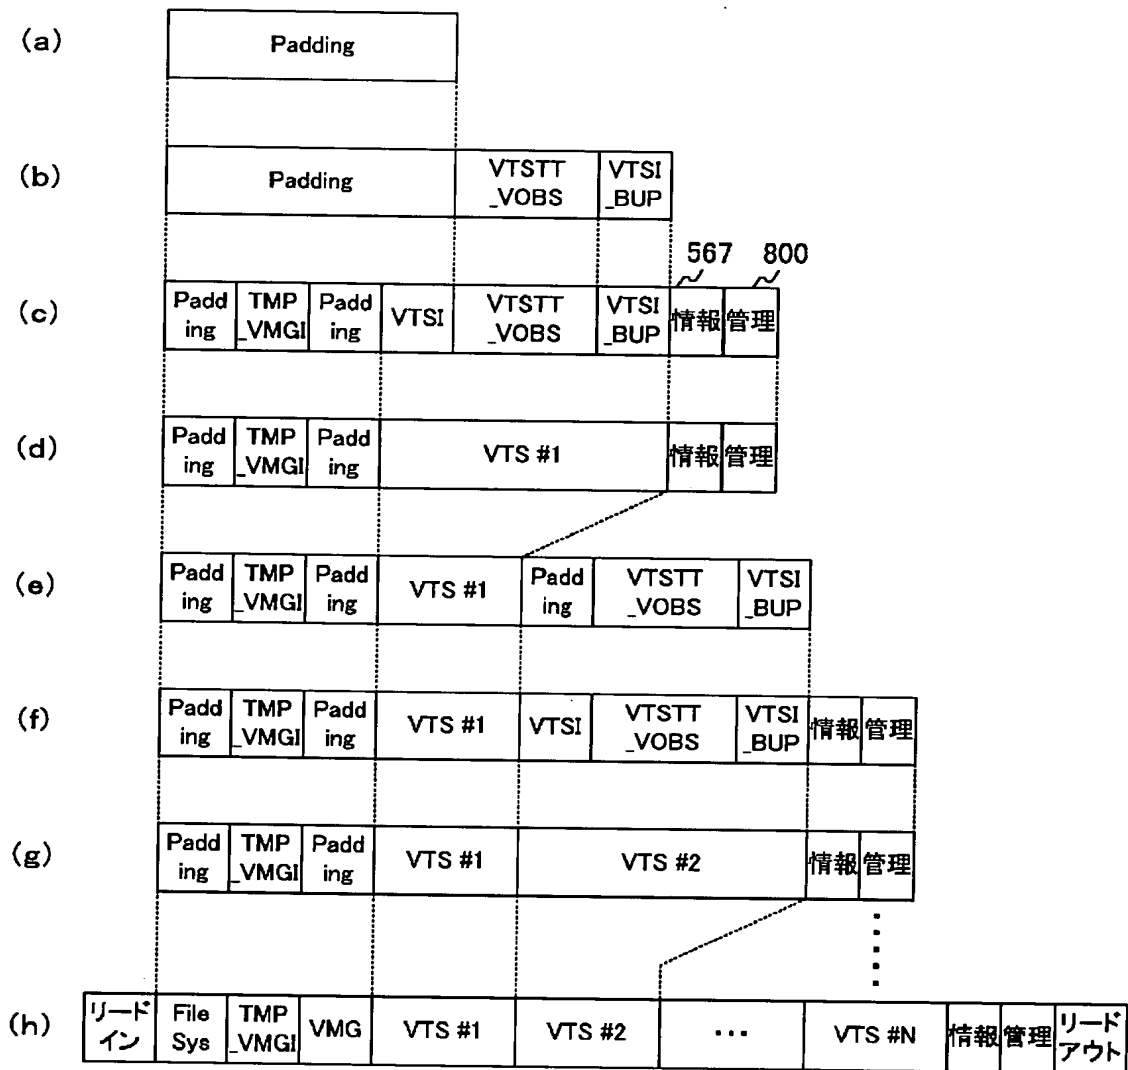 (a)
Padding
(b)
Padding
VTSTT
_VOBS
VTSI
_BUP
567
800
(c)
Padd
ing
TMP
_VMGI
Padd
ing
VTSI
VTSTT
_VOBS
VTSI
_BUP
情報
管理
(d)
Padd
ing
TMP
_VMGI
Padd
ing
VTS #1
情報
管理
(e)
Padd
ing
TMP
_VMGI
Padd
ing
VTS #1
Padd
ing
VTSTT
_VOBS
VTSI
_BUP
(f)
Padd
ing
TMP
_VMGI
Padd
ing
VTS #1
VTSI
VTSTT
_VOBS
VTSI
_BUP
情報
管理
(g)
Padd
ing
TMP
_VMGI
Padd
ing
VTS #1
VTS #2
情報
管理
(h)
リード
イン
File
Sys
TMP
_VMGI
VMG
VTS #1
VTS #2
...
VTS #N
情報
管理
リード
アウト